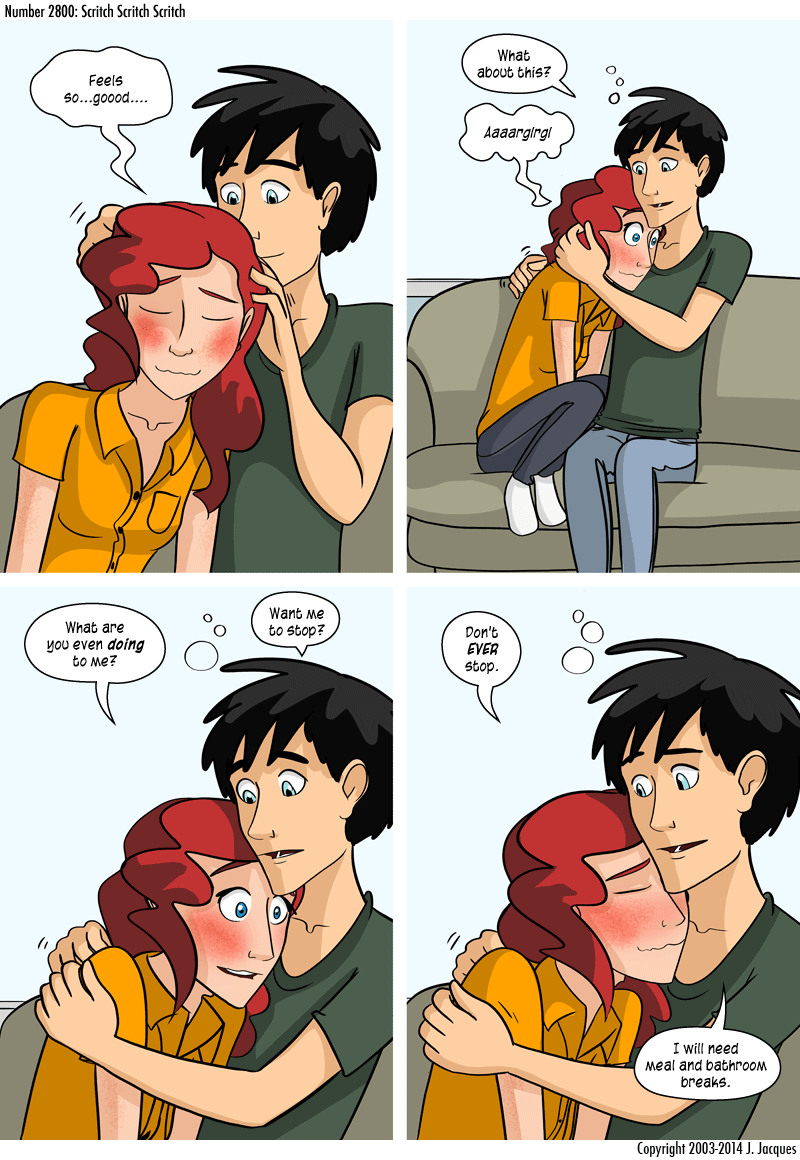 Number 2800: Scritch Scritch Scritch
Feels
so...goood....
What
about this?
Aaaarglrgl
What are
you even doing
to me?
Want me
to stop?
Don't
EVER
stop.
I will need
meal and bathroom
breaks.
Copyright 2003-2014 J. Jacques